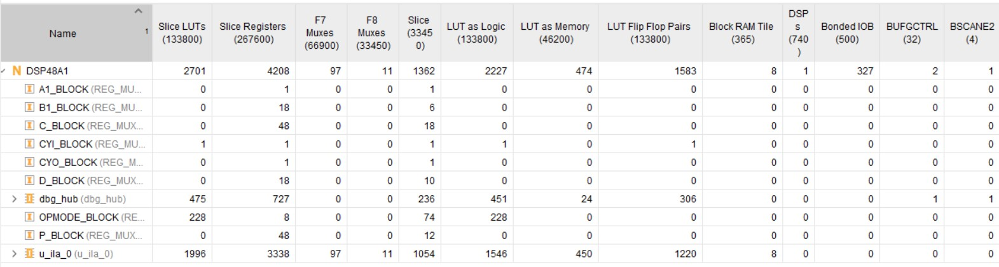 Name 1 Slice LUTs (133800) Slice Registers (267600) F7 Muxes (66900) F8 Muxes (33450) Slice (33450) LUT as Logic (133800) LUT as Memory (46200) LUT Flip Flop Pairs (133800) Block RAM Tile (365) DSPs (740) Bonded IOB (500) BUFGCTRL (32) BSCANE2 (4)
N DSP48A1 2701 4208 97 11 1362 2227 474 1583 8 1 327 2 1
I A1_BLOCK (REG_MU... 0 1 0 0 1 0 0 0 0 0 0 0 0
I B1_BLOCK (REG_MU... 0 18 0 0 6 0 0 0 0 0 0 0 0
I C_BLOCK (REG_MUX... 0 48 0 0 18 0 0 0 0 0 0 0 0
I CYI_BLOCK (REG_MU... 1 1 0 0 1 1 0 1 0 0 0 0 0
I CYO_BLOCK (REG_M... 0 1 0 0 1 0 0 0 0 0 0 0 0
I D_BLOCK (REG_MUX... 0 18 0 0 10 0 0 0 0 0 0 0 0
dbg_hub (dbg_hub) 475 727 0 0 236 451 24 306 0 0 0 1 1
I OPMODE_BLOCK (RE... 228 8 0 0 74 228 0 0 0 0 0 0 0
I P_BLOCK (REG_MUX... 0 48 0 0 12 0 0 0 0 0 0 0 0
u_ila_0 (u_ila_0) 1996 3338 97 11 1054 1546 450 1220 8 0 0 0 0